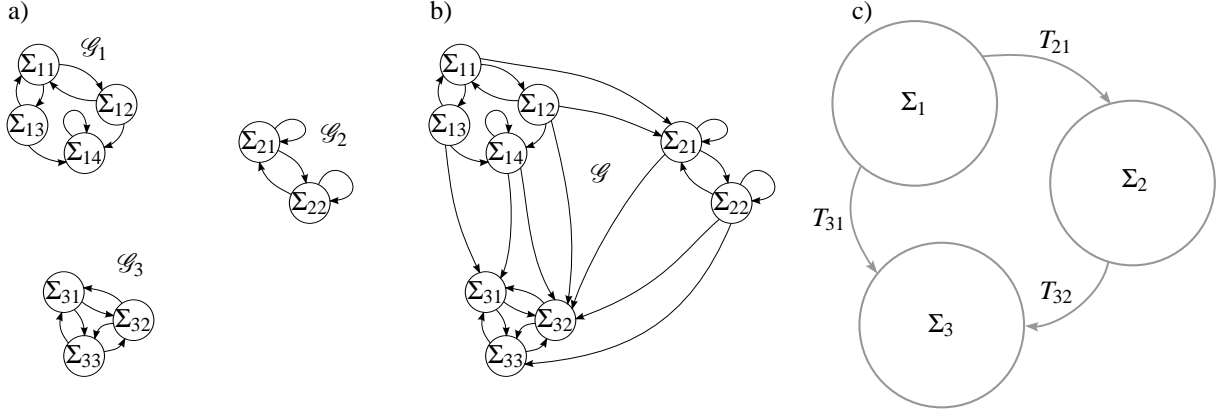 a)
𝒢₁
Σ₁₁
Σ₁₂
Σ₁₃
Σ₁₄
Σ₂₁
𝒢₂
Σ₂₂
𝒢₃
Σ₃₁
Σ₃₂
Σ₃₃
b)
Σ₁₁
Σ₁₂
Σ₁₃
Σ₁₄
Σ₂₁
𝒢
Σ₂₂
Σ₃₁
Σ₃₂
Σ₃₃
c)
T₂₁
Σ₁
Σ₂
T₃₁
T₃₂
Σ₃